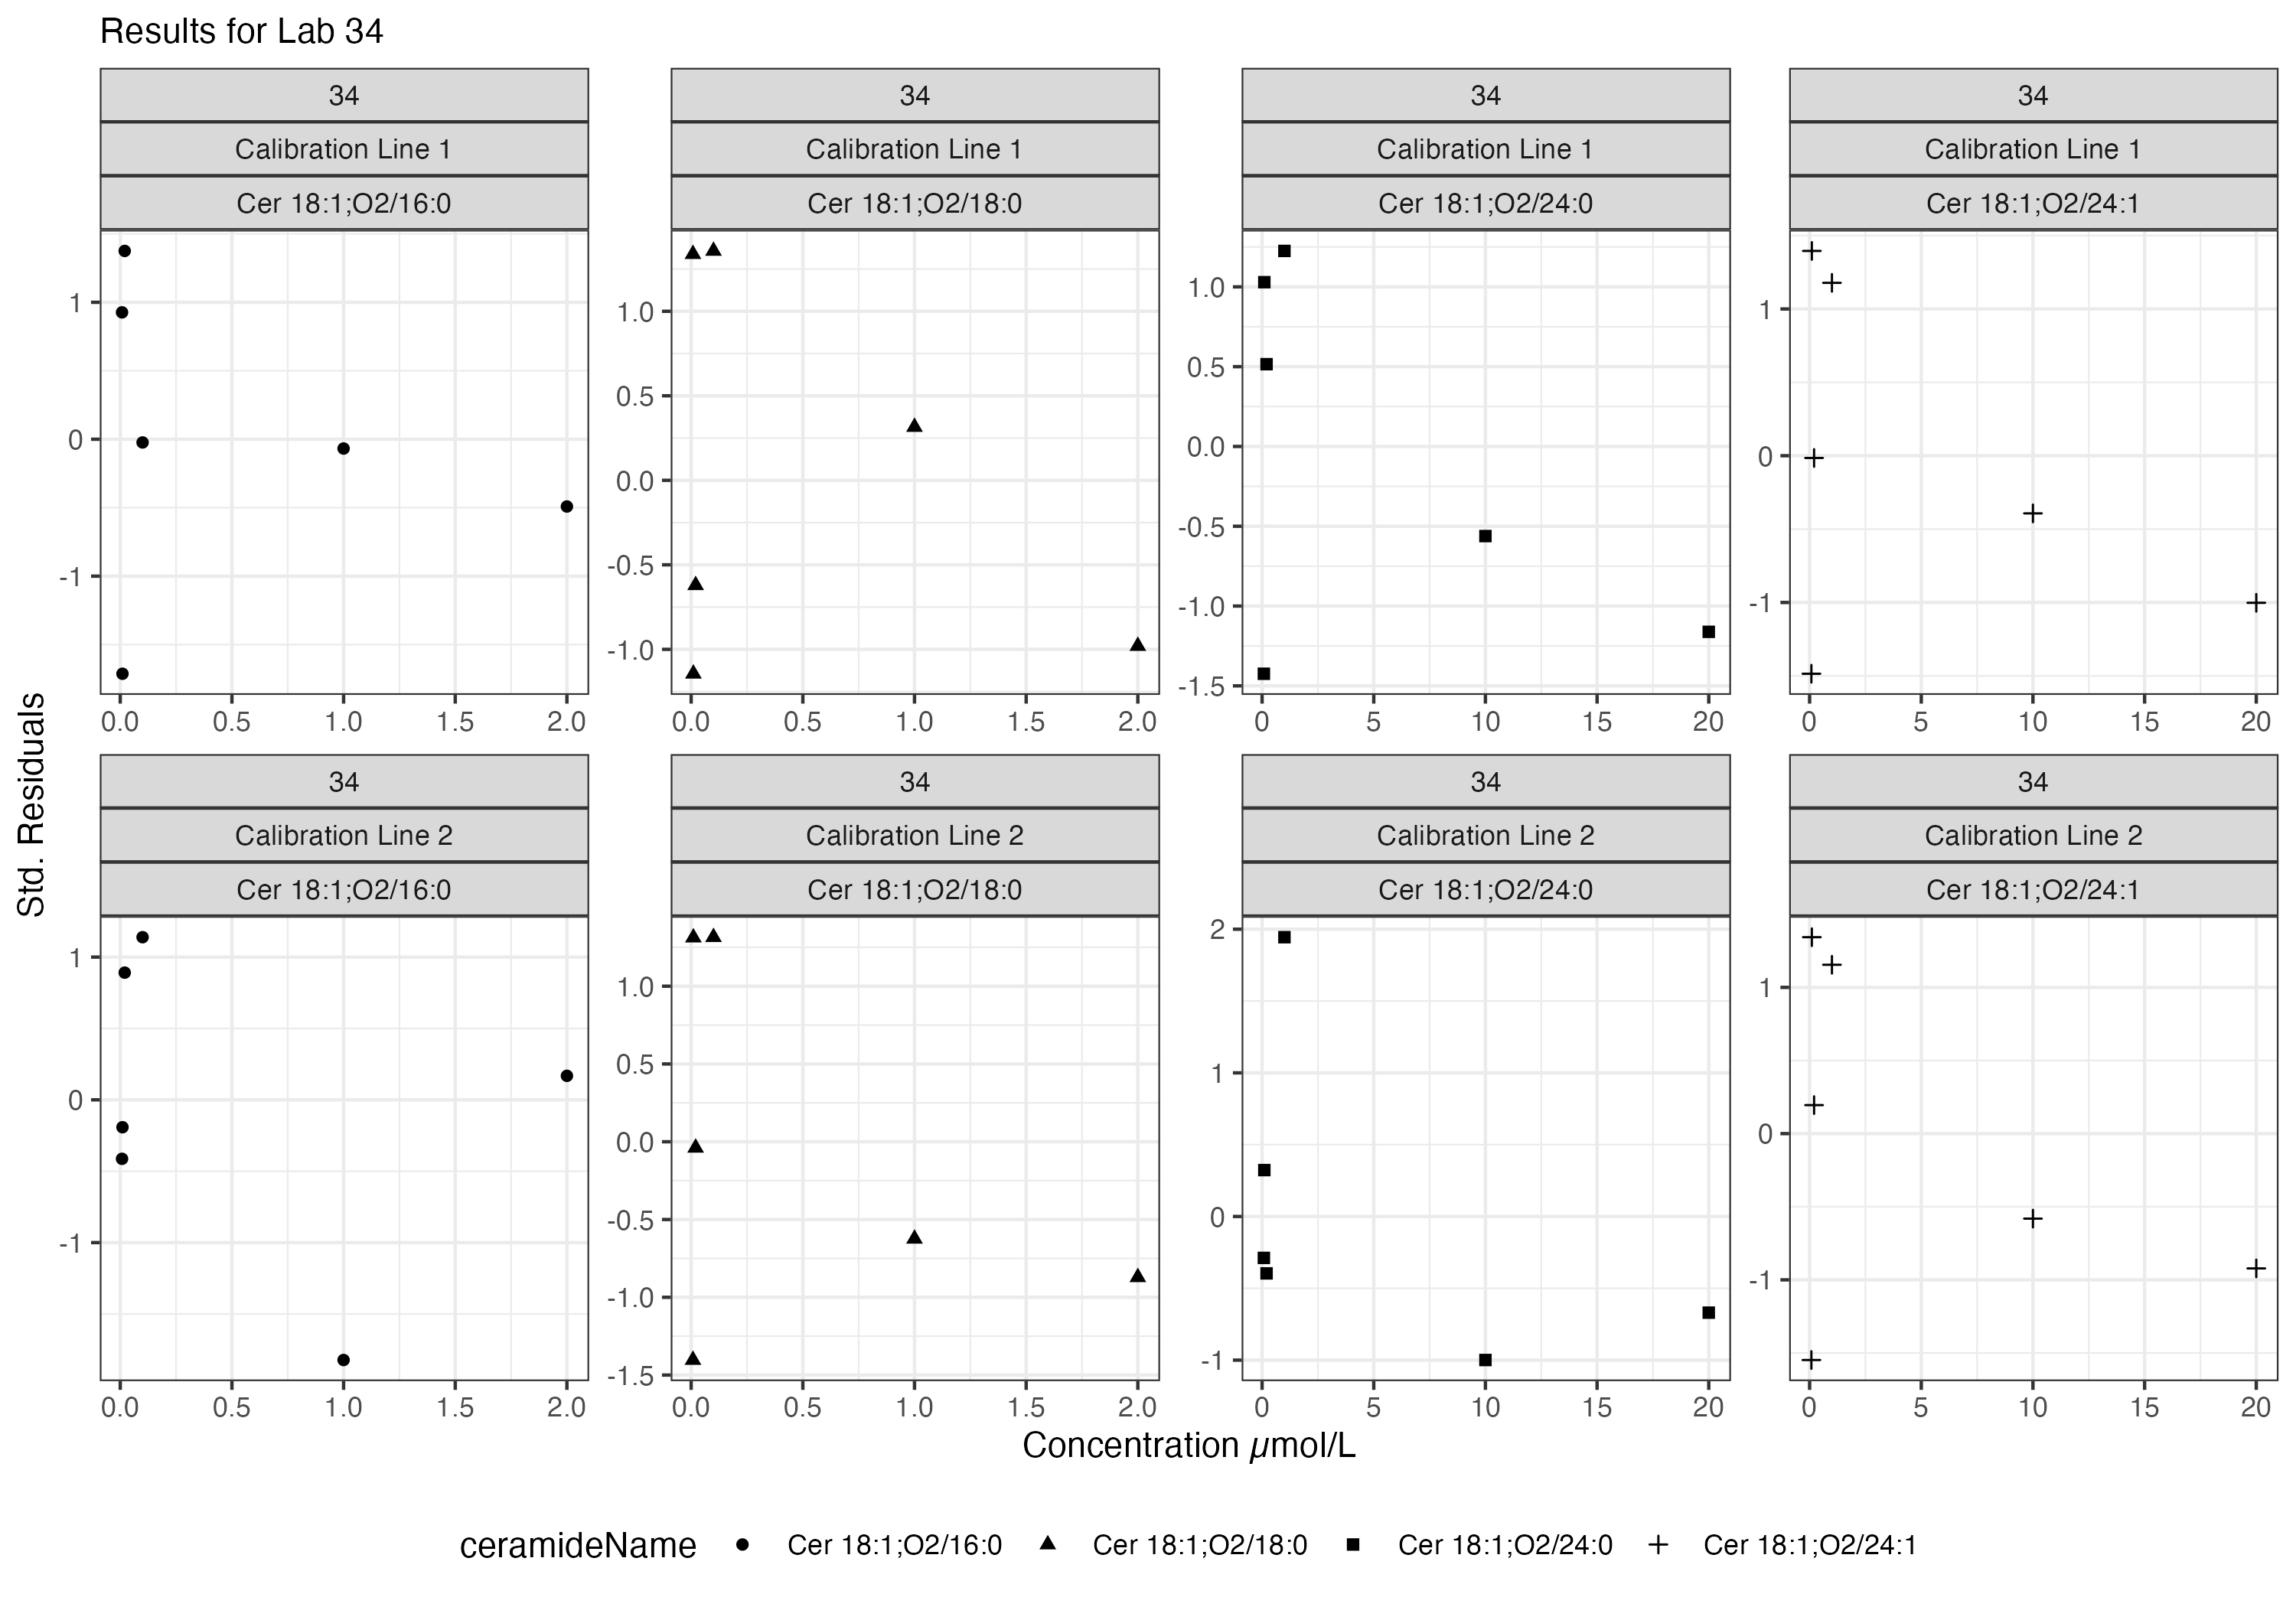 Results for Lab 34
34 34 34 34
Calibration Line 1 Calibration Line 1 Calibration Line 1 Calibration Line 1
Cer 18:1;O2/16:0 Cer 18:1;O2/18:0 Cer 18:1;O2/24:0 Cer 18:1;O2/24:1
1
0
-1
1.0
0.5
0.0
-0.5
-1.0
1.0
0.5
0.0
-0.5
-1.0
-1.5
1
0
-1
0.0 0.5 1.0 1.5 2.0 0.0 0.5 1.0 1.5 2.0 0 5 10 15 20 0 5 10 15 20
Std. Residuals
34 34 34 34
Calibration Line 2 Calibration Line 2 Calibration Line 2 Calibration Line 2
Cer 18:1;O2/16:0 Cer 18:1;O2/18:0 Cer 18:1;O2/24:0 Cer 18:1;O2/24:1
1
0
-1
1.0
0.5
0.0
-0.5
-1.0
-1.5
2
1
0
-1
1
0
-1
0.0 0.5 1.0 1.5 2.0 0.0 0.5 1.0 1.5 2.0 0 5 10 15 20 0 5 10 15 20
Concentration µmol/L
ceramideName Cer 18:1;O2/16:0 Cer 18:1;O2/18:0 Cer 18:1;O2/24:0 Cer 18:1;O2/24:1